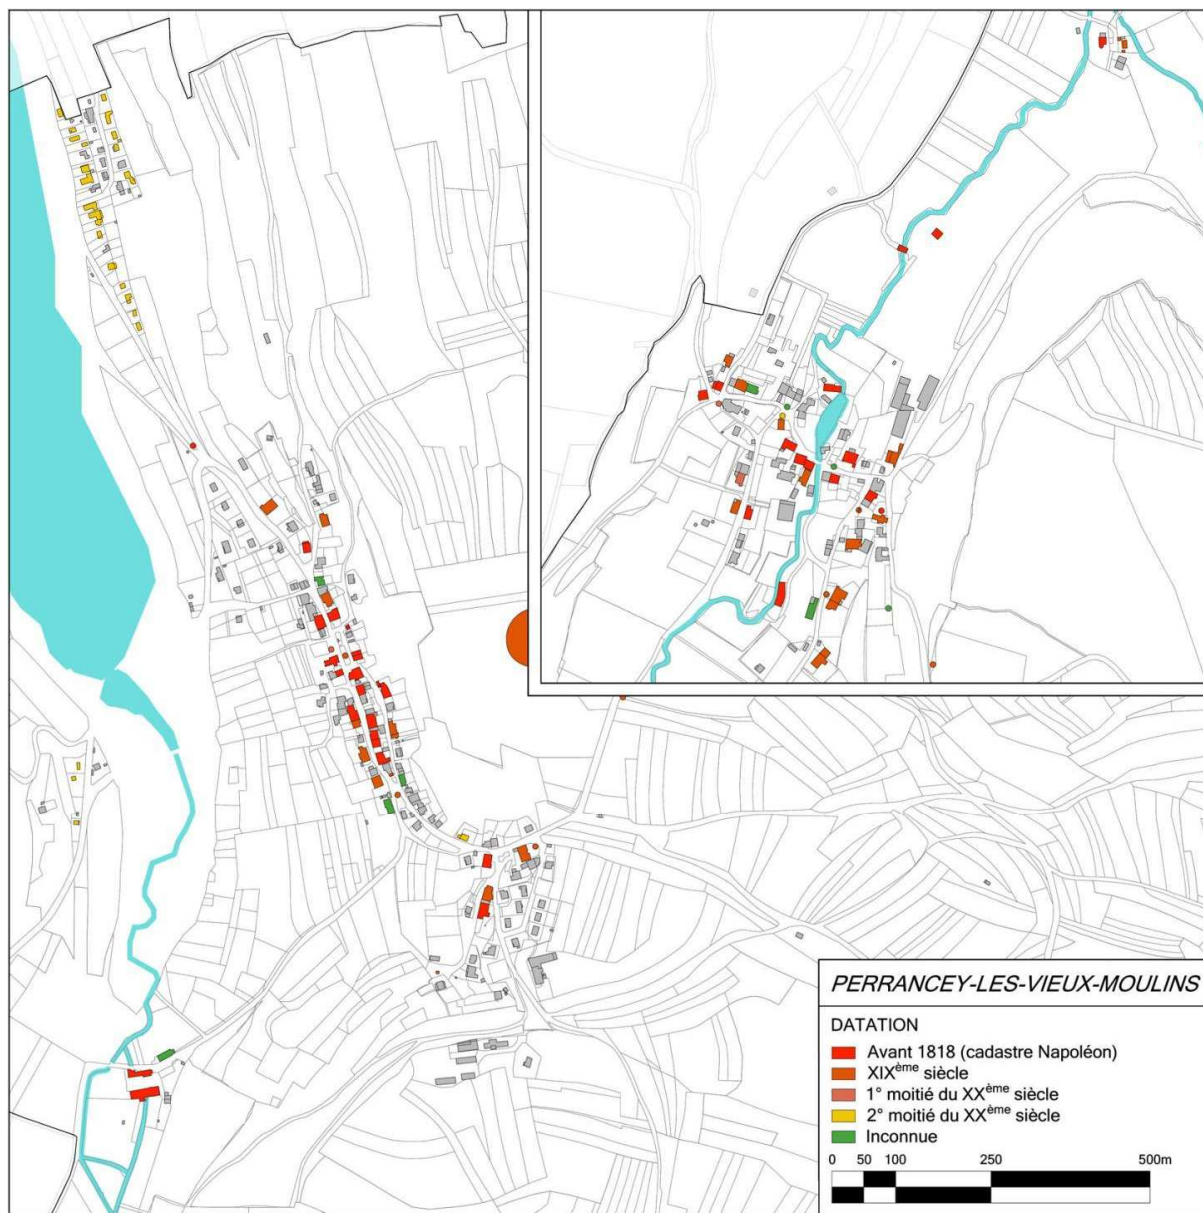 PERRANCEY-LES-VIEUX-MOULINS
DATATION
Avant 1818 (cadastre Napoléon)
XIXème siècle
1° moitié du XXème siècle
2° moitié du XXème siècle
Inconnue
0 50 100 250 500m